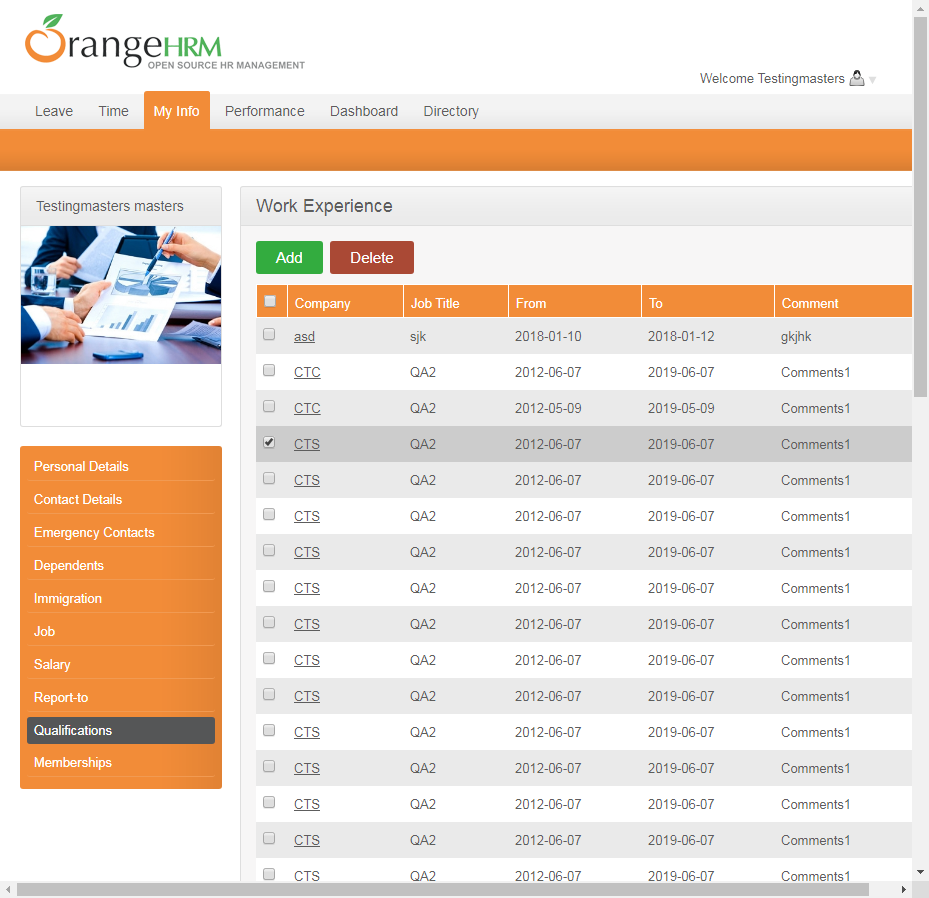 OrangeHRM
OPEN SOURCE HR MANAGEMENT
Welcome Testingmasters
Leave Time My Info Performance Dashboard Directory
Testingmasters masters
Personal Details
Contact Details
Emergency Contacts
Dependents
Immigration
Job
Salary
Report-to
Qualifications
Memberships
Work Experience
Add Delete
Company Job Title From To Comment
asd sjk 2018-01-10 2018-01-12 gkjhk
CTC QA2 2012-06-07 2019-06-07 Comments1
CTC QA2 2012-05-09 2019-05-09 Comments1
CTS QA2 2012-06-07 2019-06-07 Comments1
CTS QA2 2012-06-07 2019-06-07 Comments1
CTS QA2 2012-06-07 2019-06-07 Comments1
CTS QA2 2012-06-07 2019-06-07 Comments1
CTS QA2 2012-06-07 2019-06-07 Comments1
CTS QA2 2012-06-07 2019-06-07 Comments1
CTS QA2 2012-06-07 2019-06-07 Comments1
CTS QA2 2012-06-07 2019-06-07 Comments1
CTS QA2 2012-06-07 2019-06-07 Comments1
CTS QA2 2012-06-07 2019-06-07 Comments1
CTS QA2 2012-06-07 2019-06-07 Comments1
CTS QA2 2012-06-07 2019-06-07 Comments1
CTS QA2 2012-06-07 2019-06-07 Comments1